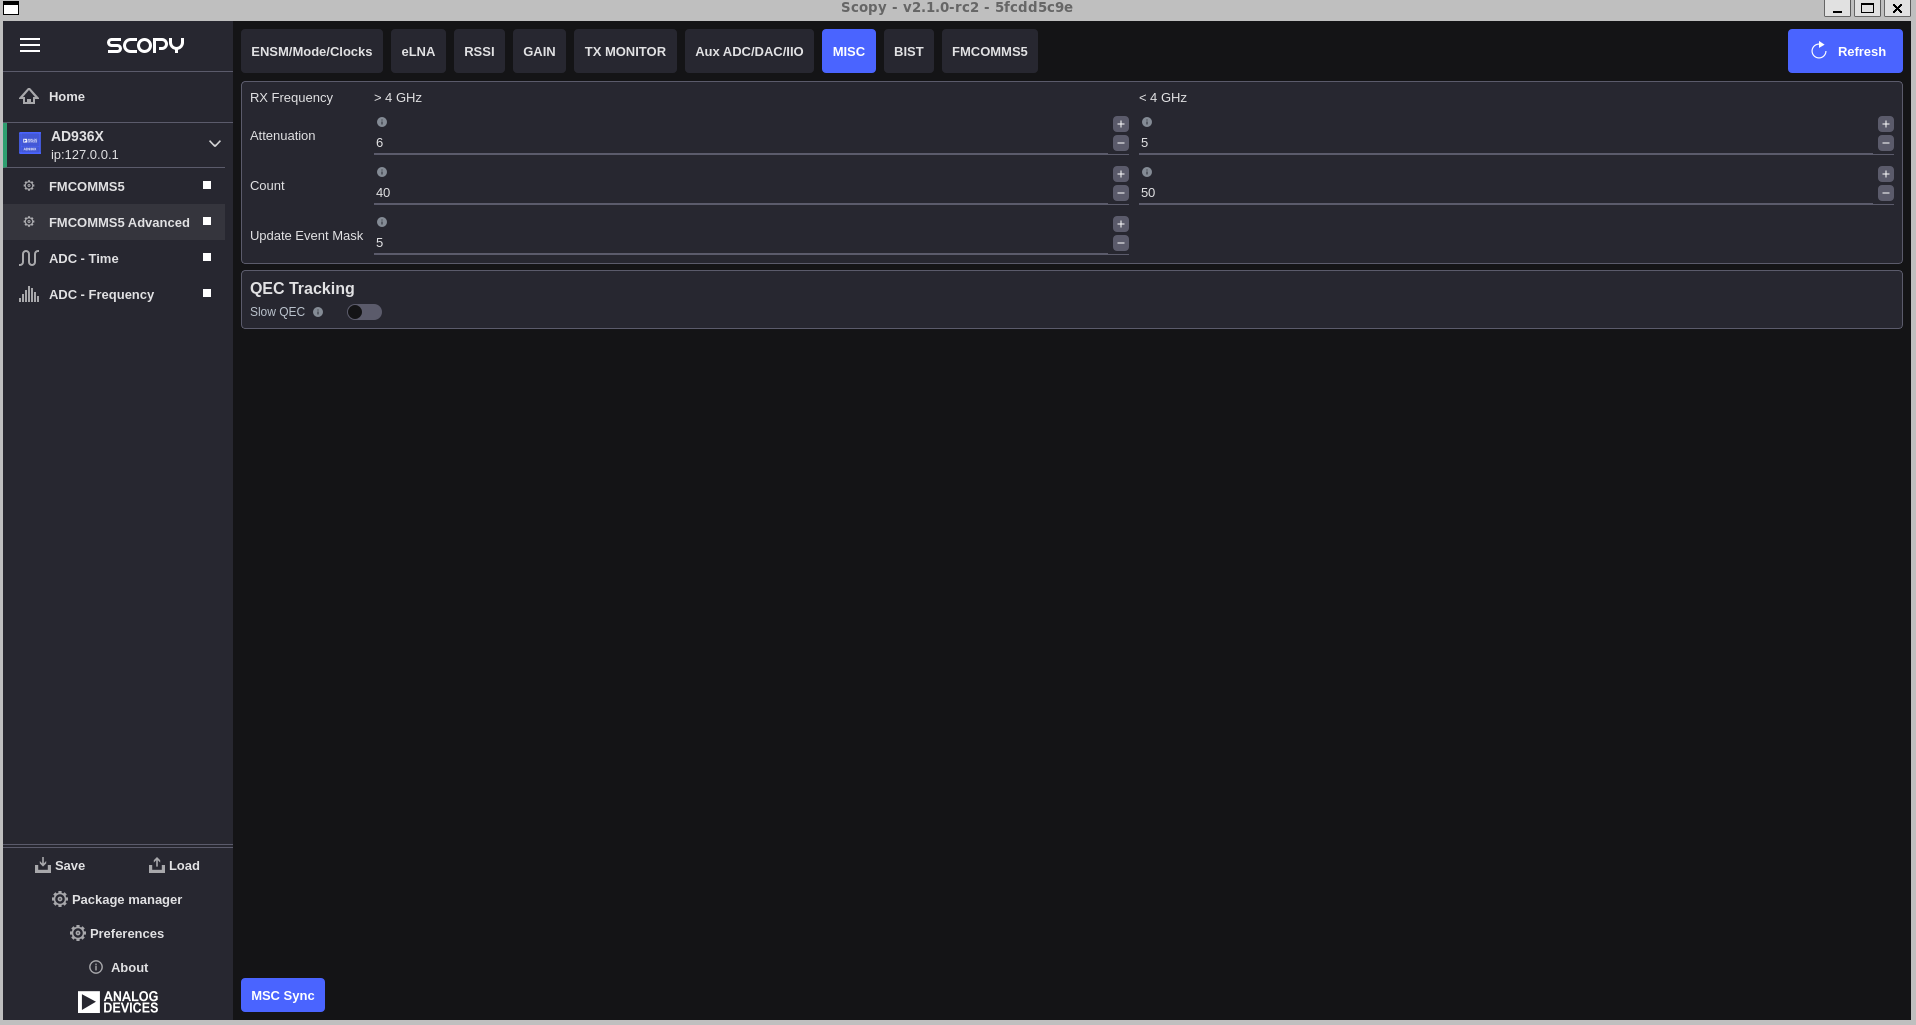 Scopy - v2.1.0-rc2 - 5fcdd5c9e
SCOPY
ENSM/Mode/Clocks eLNA RSSI GAIN TX MONITOR Aux ADC/DAC/IIO MISC BIST FMCOMMS5 Refresh
Home
AD936X
ip:127.0.0.1
FMCOMMS5
FMCOMMS5 Advanced
ADC - Time
ADC - Frequency
RX Frequency > 4 GHz < 4 GHz
Attenuation 6 5
Count 40 50
Update Event Mask 5
QEC Tracking
Slow QEC
Save Load
Package manager
Preferences
About
ANALOG
DEVICES
MSC Sync